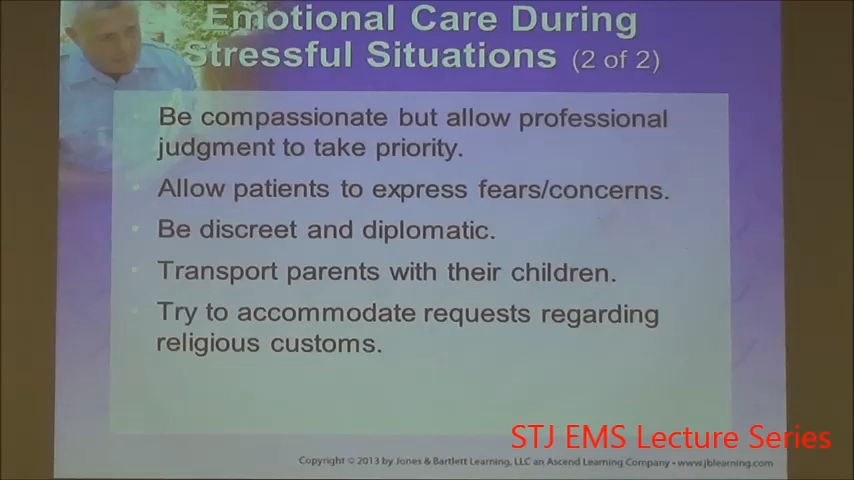 Emotional Care During
Stressful Situations (2 of 2)
Be compassionate but allow professional
judgment to take priority.
Allow patients to express fears/concerns.
Be discreet and diplomatic.
Transport parents with their children.
Try to accommodate requests regarding
religious customs.
STJ EMS Lecture Series
Copyright © 2013 by Jones & Bartlett Learning, LLC an Ascend Learning Company • www.jblearning.com